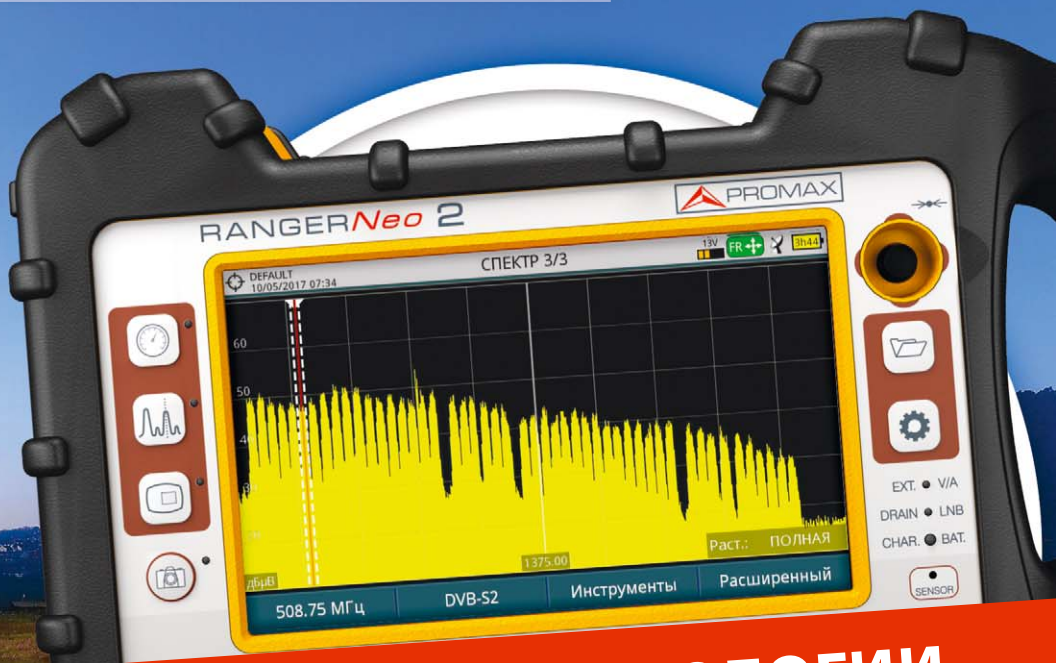 RANGERNeo 2
PROMAX
DEFAULT
10/05/2017 07:34
СПЕКТР 3/3
13V
FR
3h44
60
50
Раст.: ПОЛНАЯ
1375.00
дБµВ
508.75 МГц
DVB-S2
Инструменты
Расширенный
EXT. V/A
DRAIN LNB
CHAR. BAT.
SENSOR